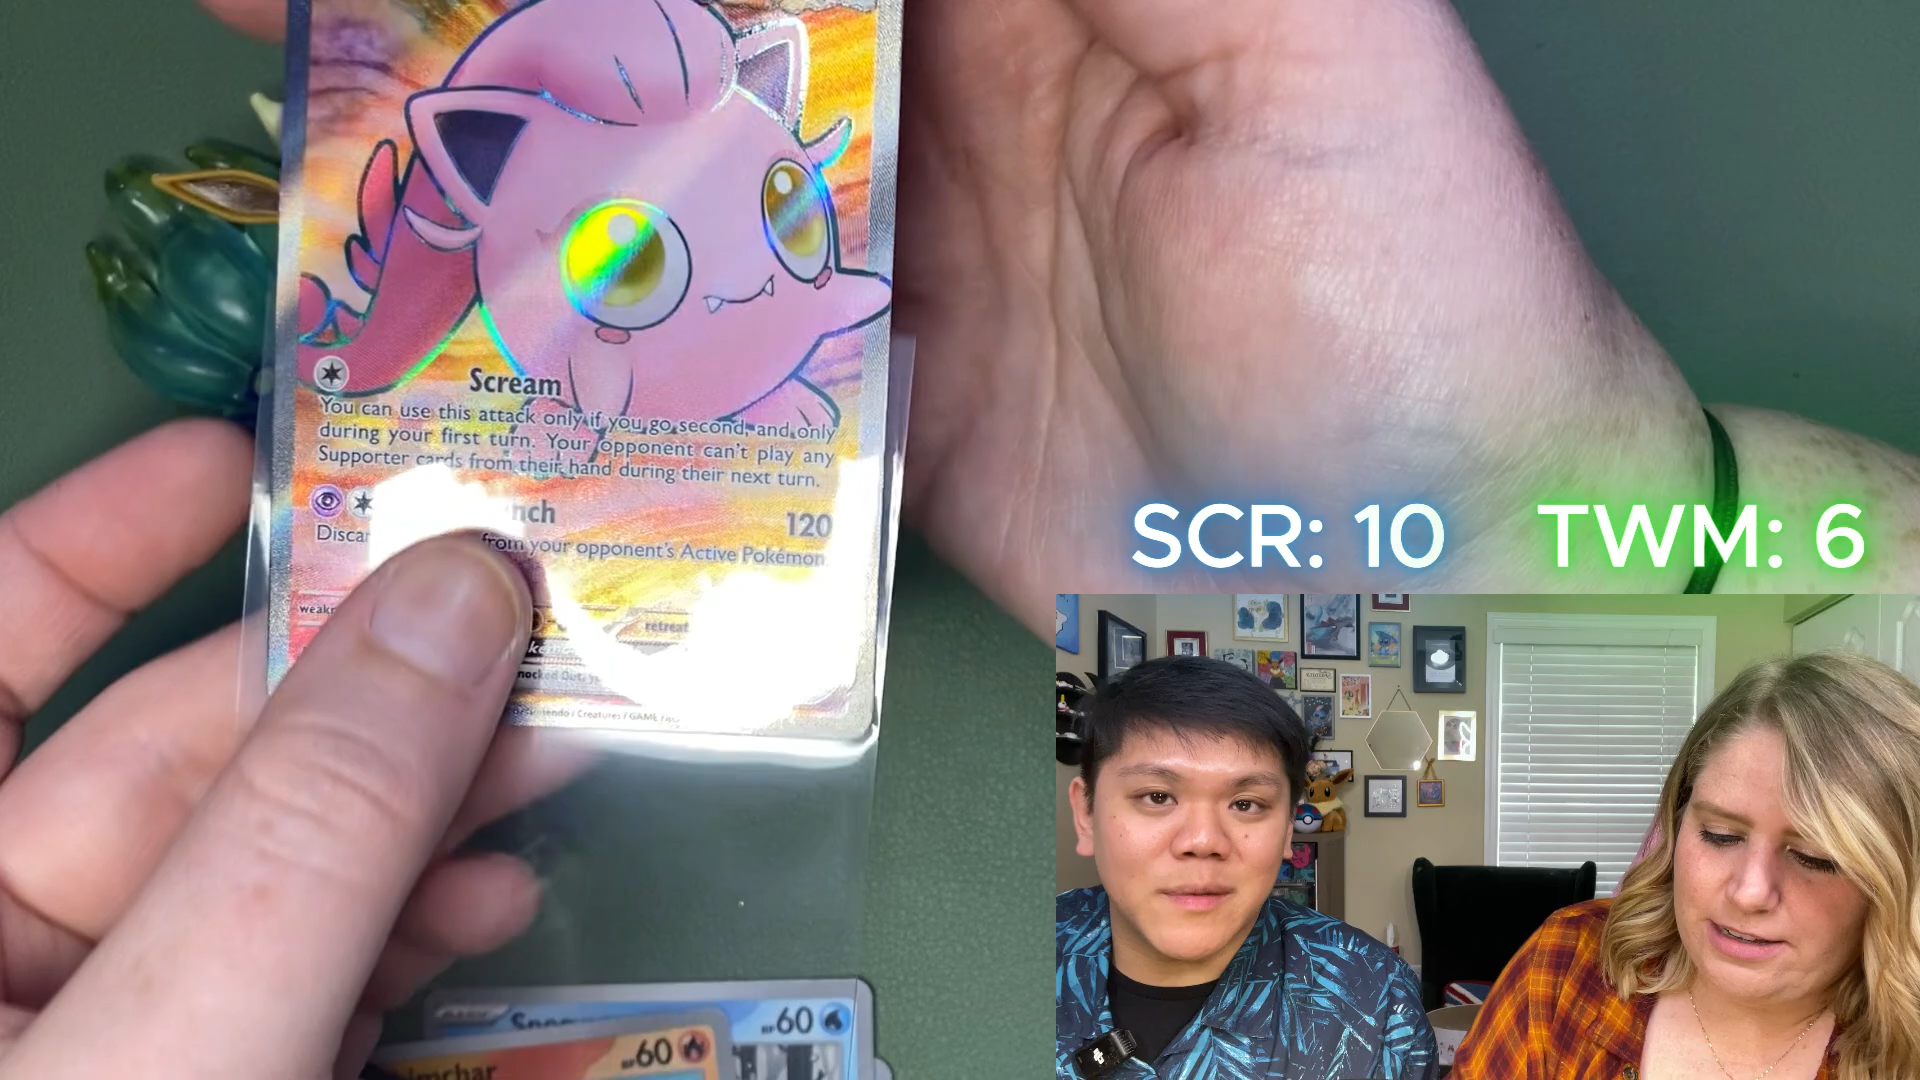 Scream
You can use this attack only if you go second, and only
during your first turn. Your opponent can't play any
Supporter cards from their hand during their next turn.
120
from your opponent's Active Pokémon
retreat
SCR: 10 TWM: 6
60
60